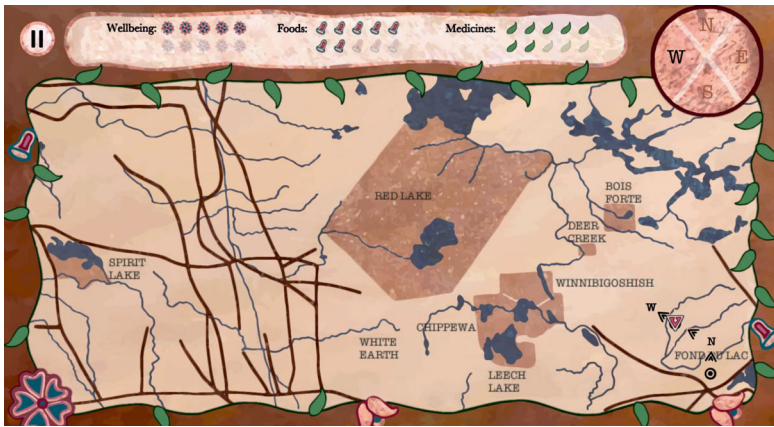 Wellbeing:
Foods:
Medicines:
N
W
E
S
RED LAKE
BOIS
FORTE
DEER
CREEK
SPIRIT
LAKE
WINNIBIGOSHISH
W
CHIPPEWA
WHITE
EARTH
N
FOND DU LAC
LEECH
LAKE